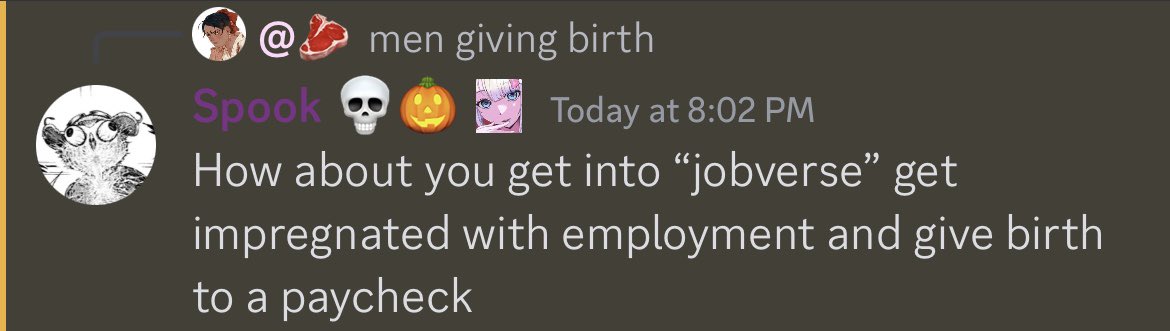 @🥩 men giving birth
Spook 💀🎃 Today at 8:02 PM
How about you get into “jobverse” get
impregnated with employment and give birth
to a paycheck